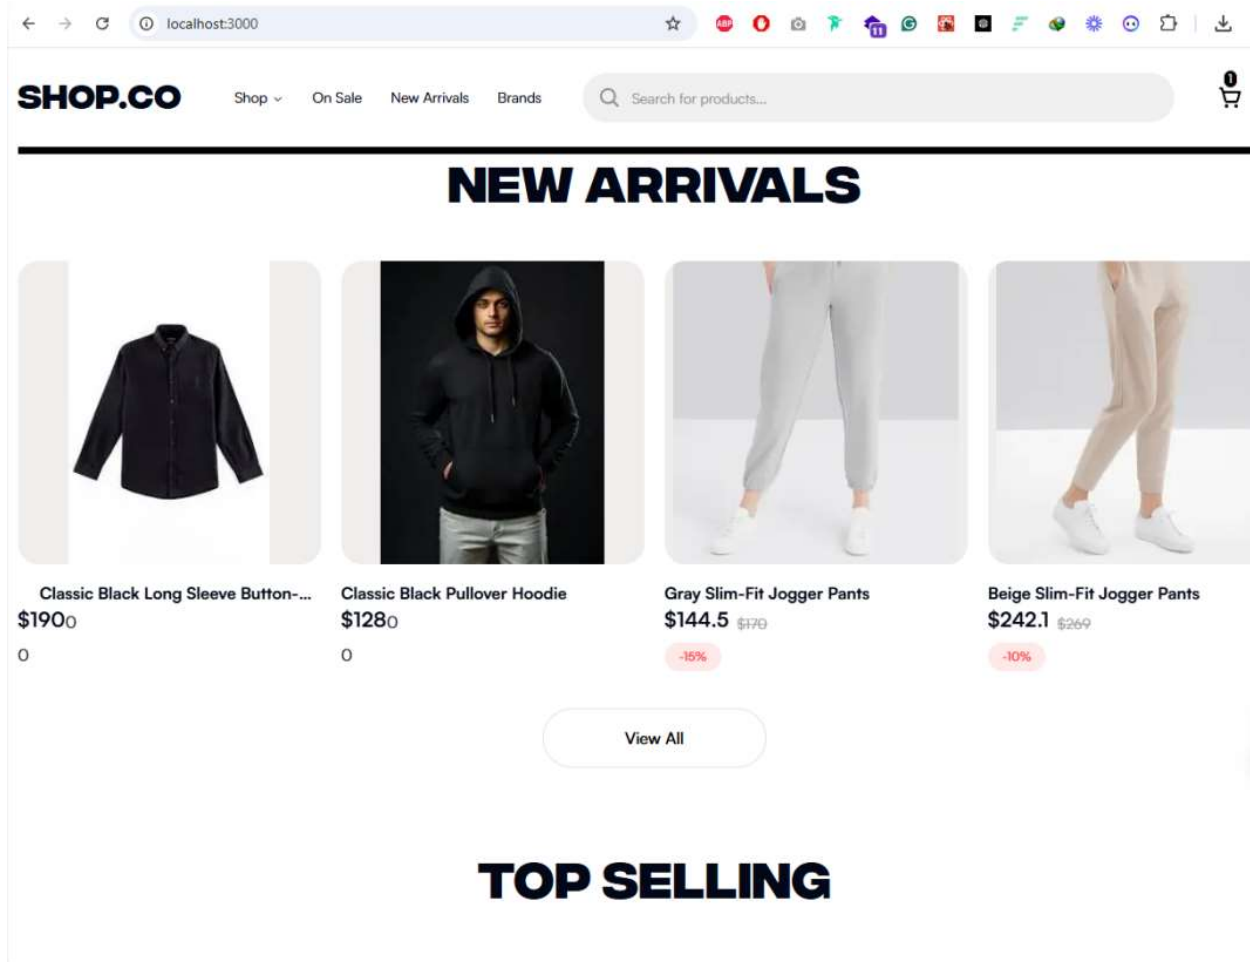 localhost:3000
11
SHOP.CO
Shop
On Sale
New Arrivals
Brands
Search for products...
1
NEW ARRIVALS
Classic Black Long Sleeve Button-...
$1900
0
Classic Black Pullover Hoodie
$1280
0
Gray Slim-Fit Jogger Pants
$144.5 $170
-15%
Beige Slim-Fit Jogger Pants
$242.1 $269
-10%
View All
TOP SELLING